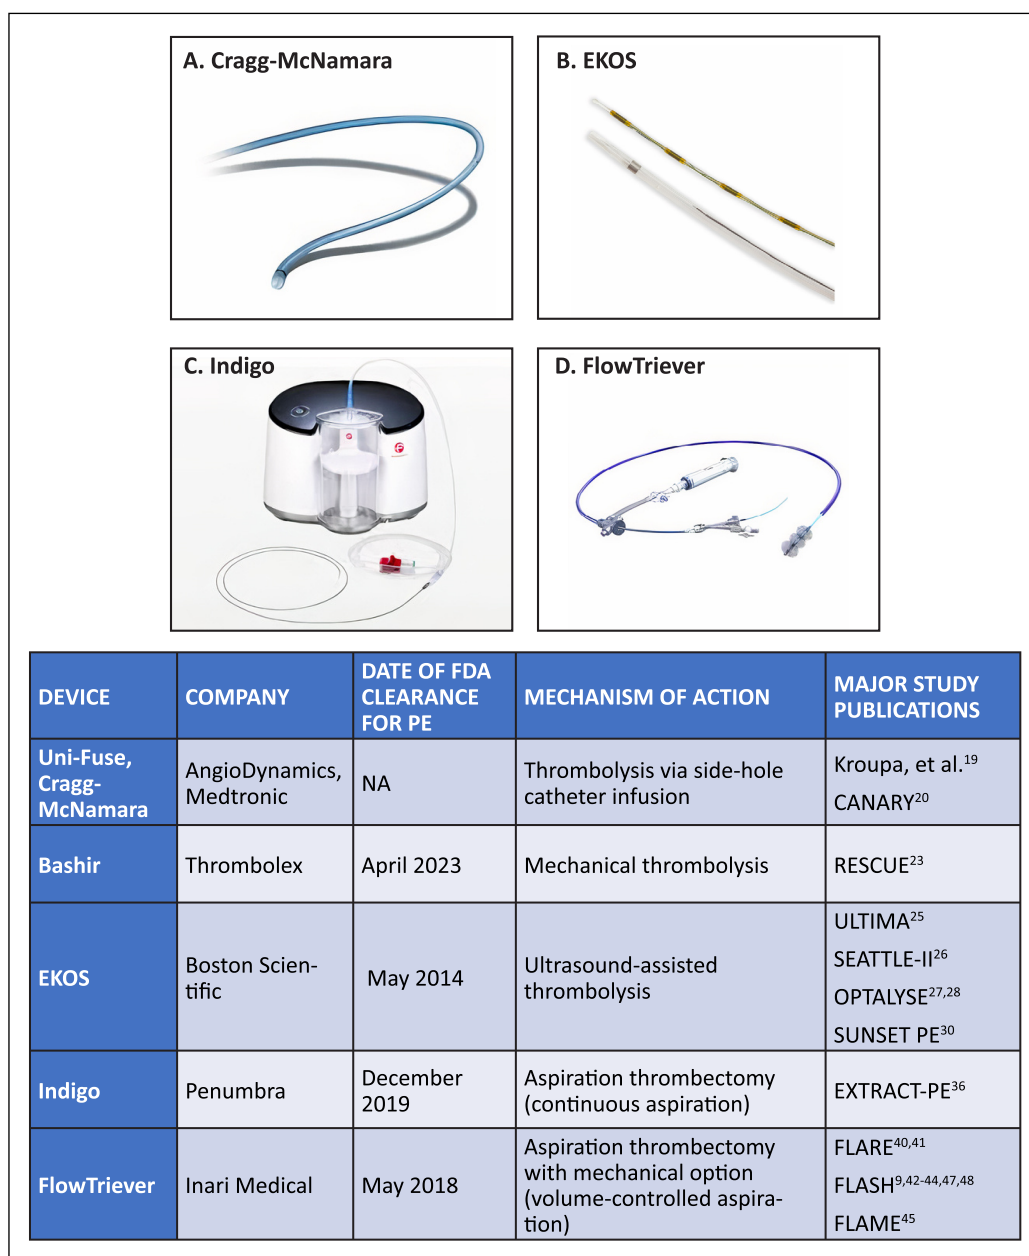 A. Cragg-McNamara
B. EKOS
C. Indigo
D. FlowTriever
DEVICE
COMPANY
DATE OF FDA
CLEARANCE
FOR PE
MECHANISM OF ACTION
MAJOR STUDY
PUBLICATIONS
Uni-Fuse,
Cragg-
McNamara
AngioDynamics,
Medtronic
NA
Thrombolysis via side-hole
catheter infusion
Kroupa, et al.19
CANARY20
Bashir
Thrombolex
April 2023
Mechanical thrombolysis
RESCUE23
EKOS
Boston Scien-
tific
May 2014
Ultrasound-assisted
thrombolysis
ULTIMA25
SEATTLE-II26
OPTALYSE27,28
SUNSET PE30
Indigo
Penumbra
December
2019
Aspiration thrombectomy
(continuous aspiration)
EXTRACT-PE36
FlowTriever
Inari Medical
May 2018
Aspiration thrombectomy
with mechanical option
(volume-controlled aspira-
tion)
FLARE40,41
FLASH9,42-44,47,48
FLAME45